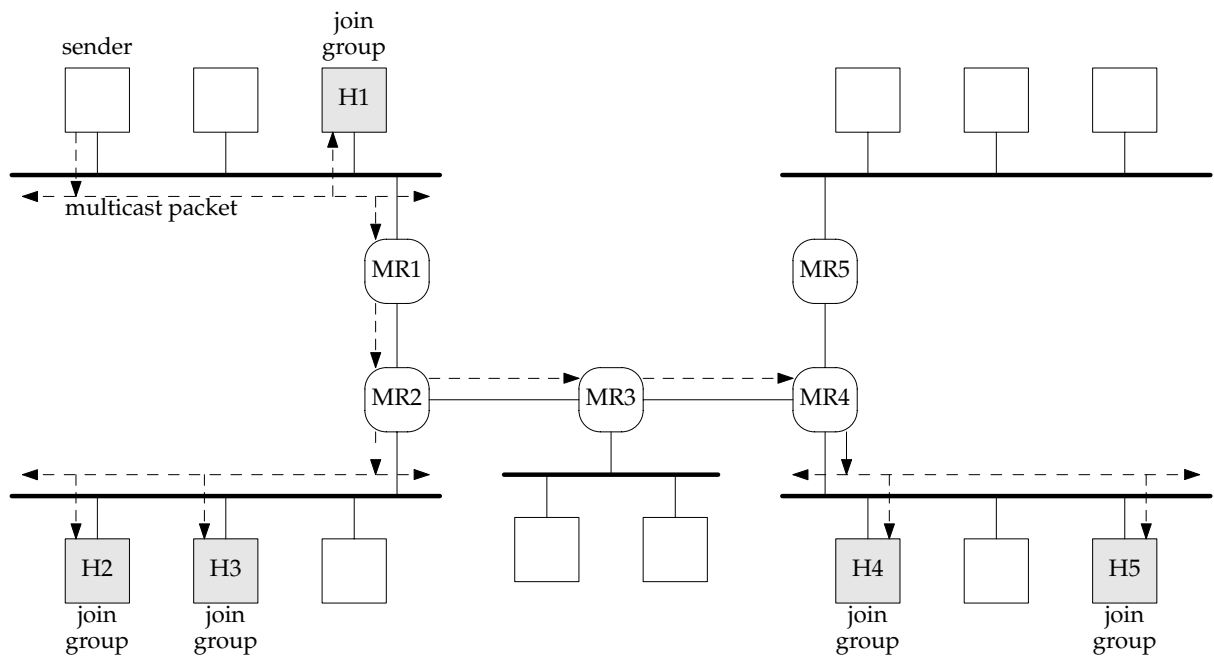 sender
join
group
H1
multicast packet
MR1
MR5
MR2
MR3
MR4
H2
H3
H4
H5
join
group
join
group
join
group
join
group